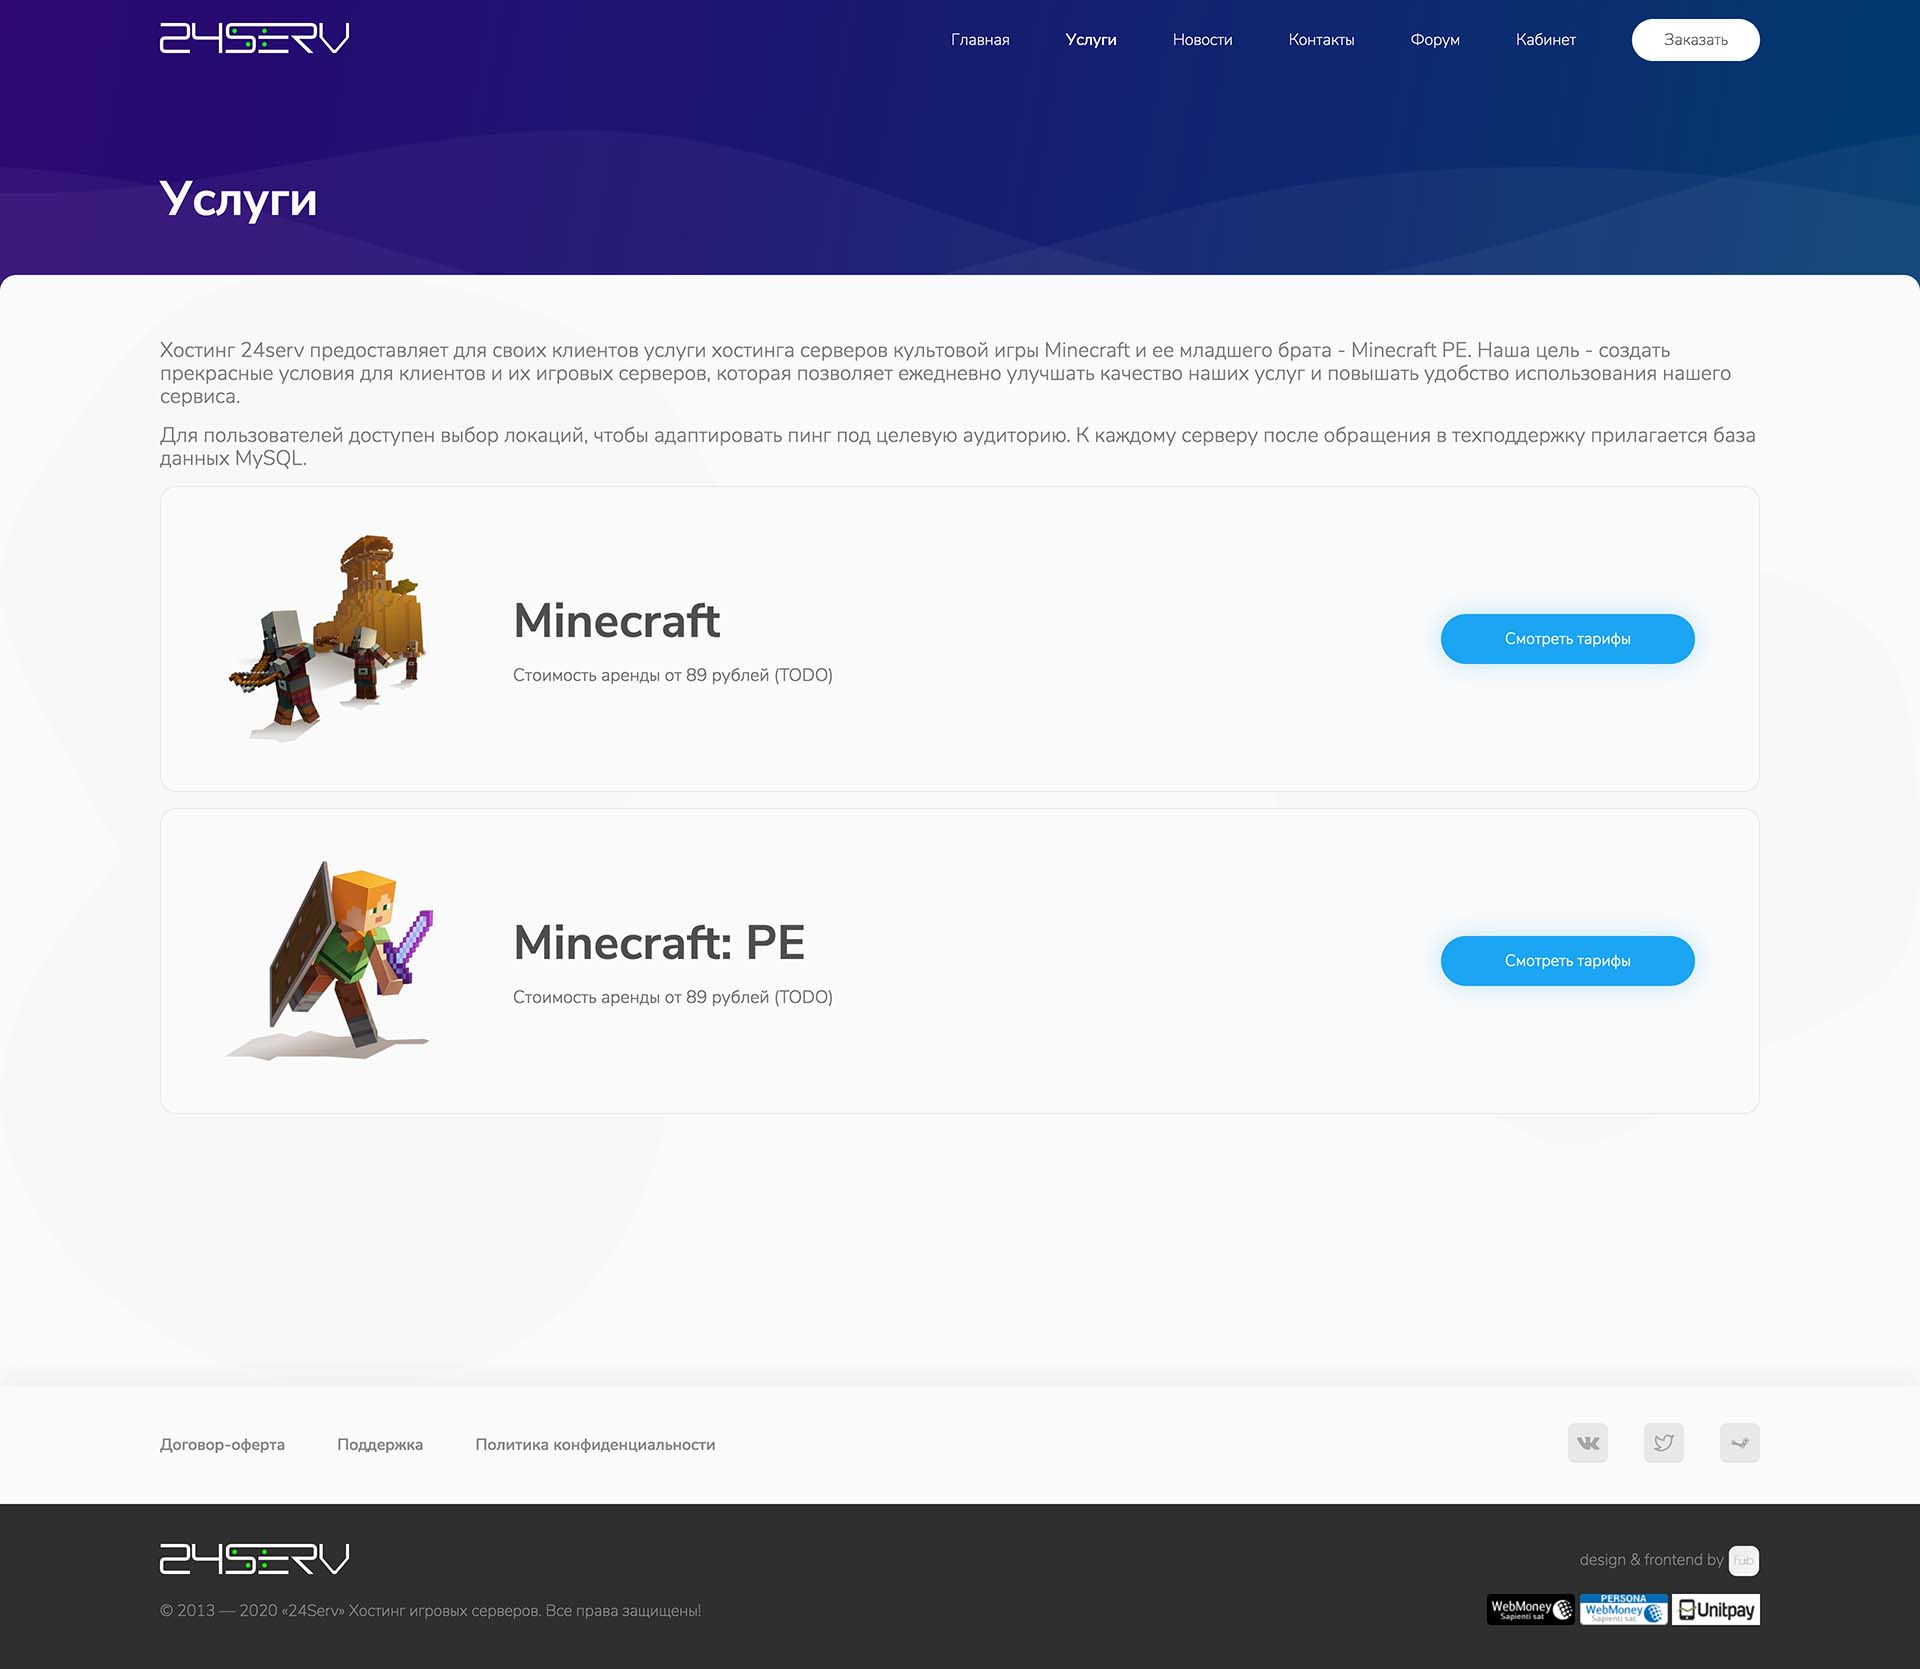 24SERV
Главная
Услуги
Новости
Контакты
Форум
Кабинет
Заказать
Услуги
Хостинг 24serv предоставляет для своих клиентов услуги хостинга серверов культовой игры Minecraft и ее младшего брата - Minecraft PE. Наша цель - создать
прекрасные условия для клиентов и их игровых серверов, которая позволяет ежедневно улучшать качество наших услуг и повышать удобство использования нашего
сервиса.
Для пользователей доступен выбор локаций, чтобы адаптировать пинг под целевую аудиторию. К каждому серверу после обращения в техподдержку прилагается база
данных MySQL.
Minecraft
Стоимость аренды от 89 рублей (TODO)
Смотреть тарифы
Minecraft: PE
Стоимость аренды от 89 рублей (TODO)
Смотреть тарифы
Договор-оферта
Поддержка
Политика конфиденциальности
24SERV
design & frontend by fub
© 2013 — 2020 «24Serv» Хостинг игровых серверов. Все права защищены!
WebMoney
Sapienti sat
PERSONA
WebMoney
Sapienti sat
Unitpay